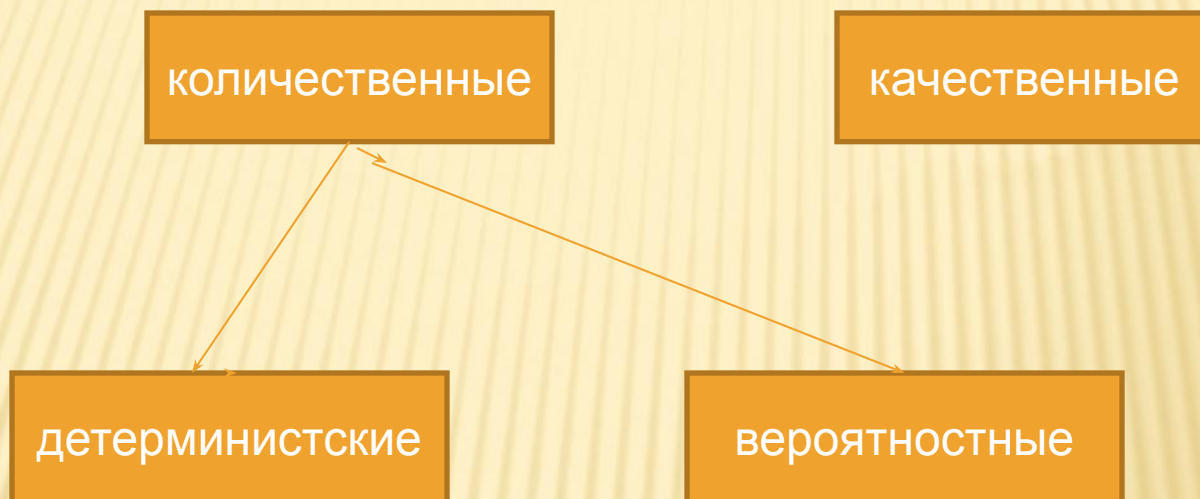 количественные
качественные
детерминистские
вероятностные